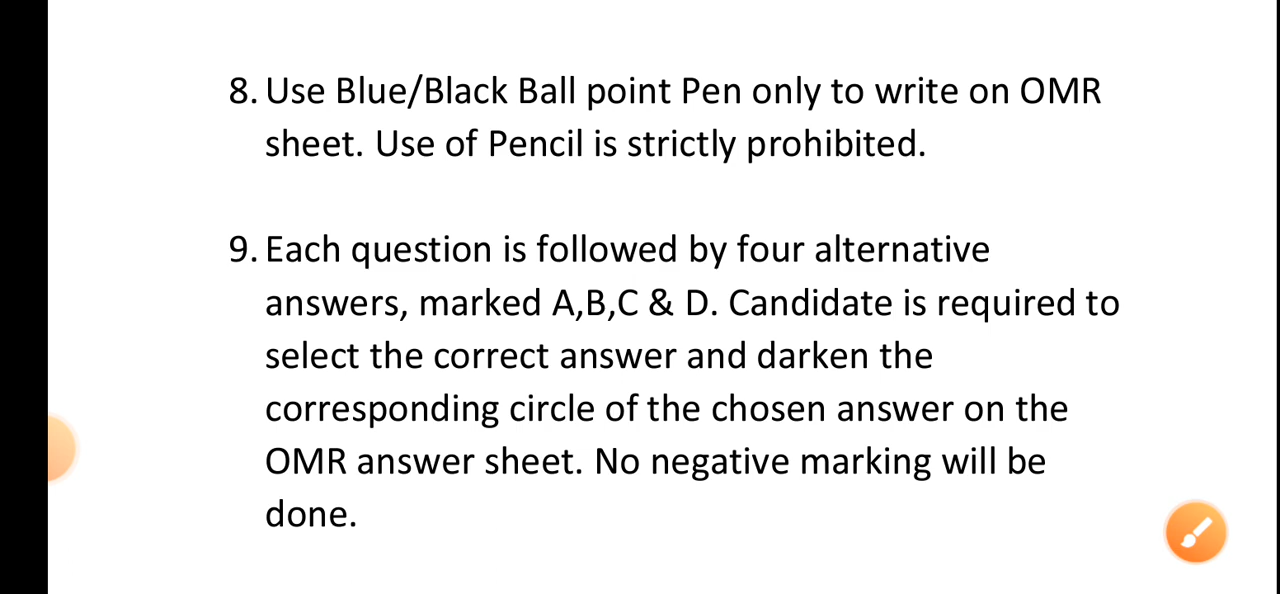 8. Use Blue/Black Ball point Pen only to write on OMR
sheet. Use of Pencil is strictly prohibited.
9. Each question is followed by four alternative
answers, marked A,B,C & D. Candidate is required to
select the correct answer and darken the
corresponding circle of the chosen answer on the
OMR answer sheet. No negative marking will be
done.